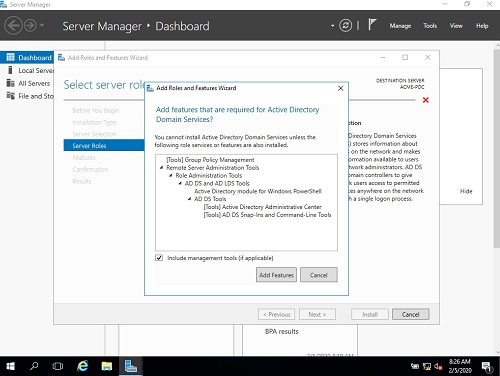 Server Manager
Server Manager • Dashboard
Manage Tools View Help
Dashboard
Local Serve
All Servers
File and Sto
Add Roles and Features Wizard
Select server rol
DESTINATION SERVER
ACME-PDC
Before You Begin
Installation Type
Server Selection
Server Roles
Features
Confirmation
Results
Add Roles and Features Wizard
Add features that are required for Active Directory
Domain Services?
You cannot install Active Directory Domain Services unless the
following role services or features are also installed.
[Tools] Group Policy Management
Remote Server Administration Tools
Role Administration Tools
AD DS and AD LDS Tools
Active Directory module for Windows PowerShell
AD DS Tools
[Tools] Active Directory Administrative Center
[Tools] AD DS Snap-Ins and Command-Line Tools
Include management tools (if applicable)
Add Features Cancel
ption
Directory Domain Services
) stores information about
s on the network and makes
formation available to users
twork administrators. AD DS
omain controllers to give
k users access to permitted
ces anywhere on the network
h a single logon process.
Hide
< Previous Next > Install Cancel
BPA results
8:26 AM
2/5/2020